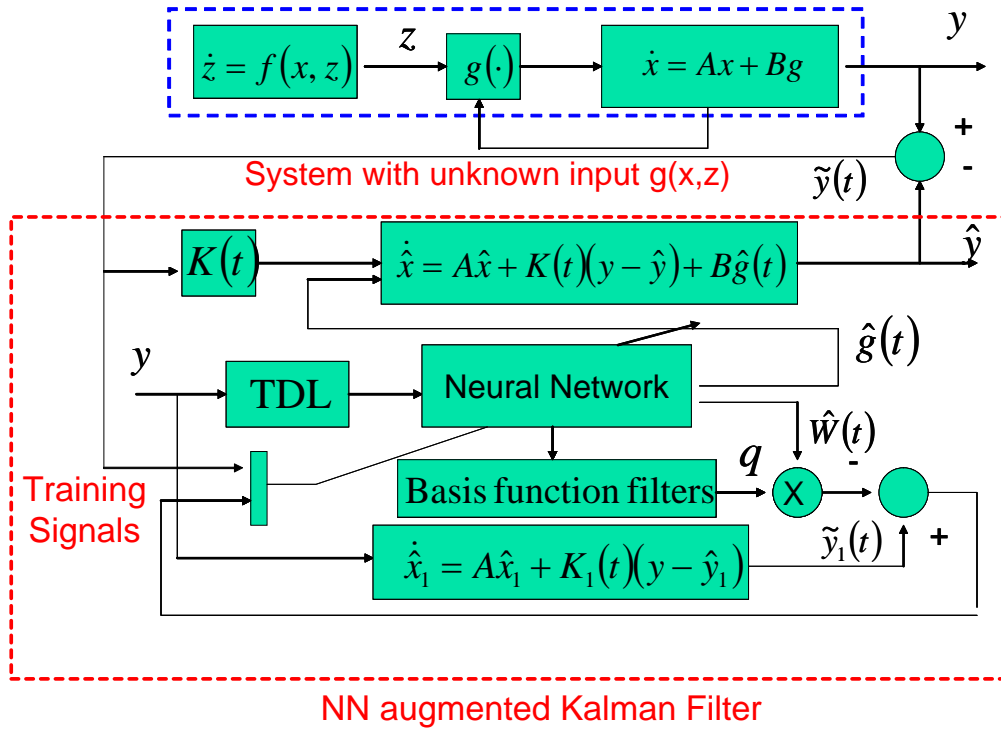 z y
ż = f(x, z)
g(·)
ẋ = Ax + Bg
+
-
System with unknown input g(x,z)
ỹ(t)
ŷ
K(t)
x̂̇ = Ax̂ + K(t)(y − ŷ) + Bĝ(t)
ĝ(t)
y
TDL
Neural Network
Ŵ(t)
-
q
Training
Signals
Basis function filters
X
ỹ₁(t)
+
x̂̇₁ = Ax̂₁ + K₁(t)(y − ŷ₁)
NN augmented Kalman Filter